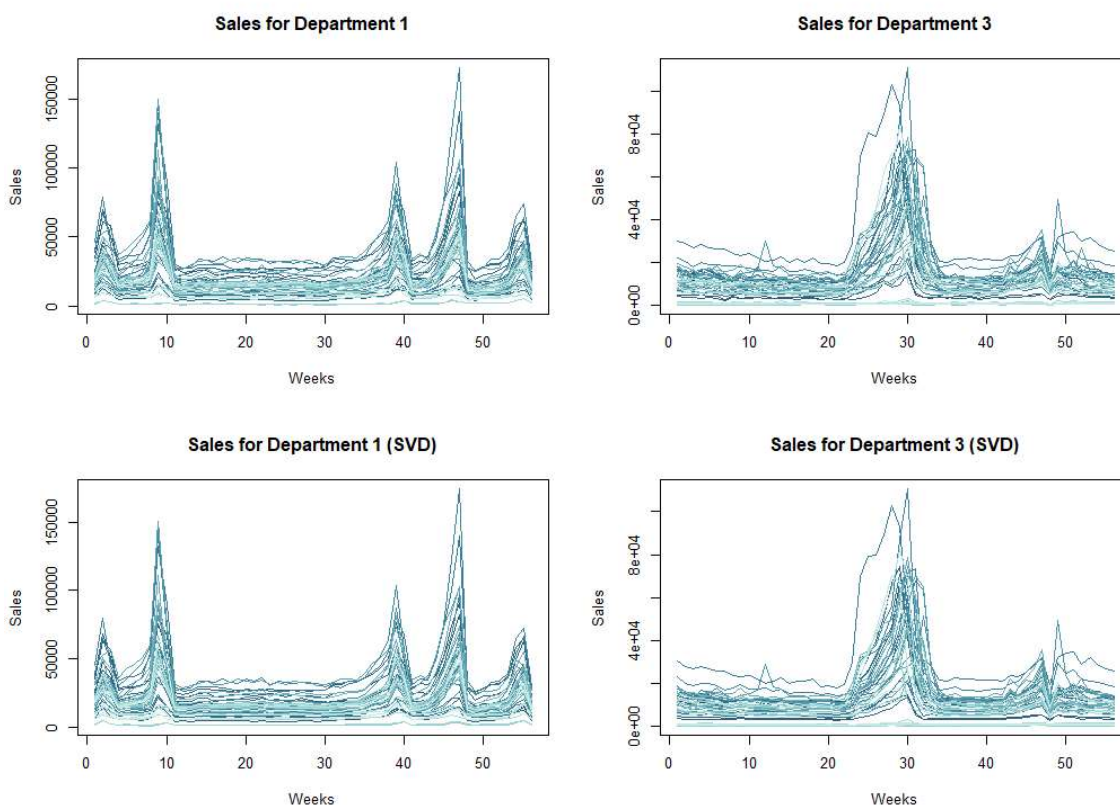 Sales for Department 1
Sales
0 50000 100000 150000
0 10 20 30 40 50
Weeks
Sales for Department 3
Sales
0e+00 4e+04 8e+04
0 10 20 30 40 50
Weeks
Sales for Department 1 (SVD)
Sales
0 50000 100000 150000
0 10 20 30 40 50
Weeks
Sales for Department 3 (SVD)
Sales
0e+00 4e+04 8e+04
0 10 20 30 40 50
Weeks